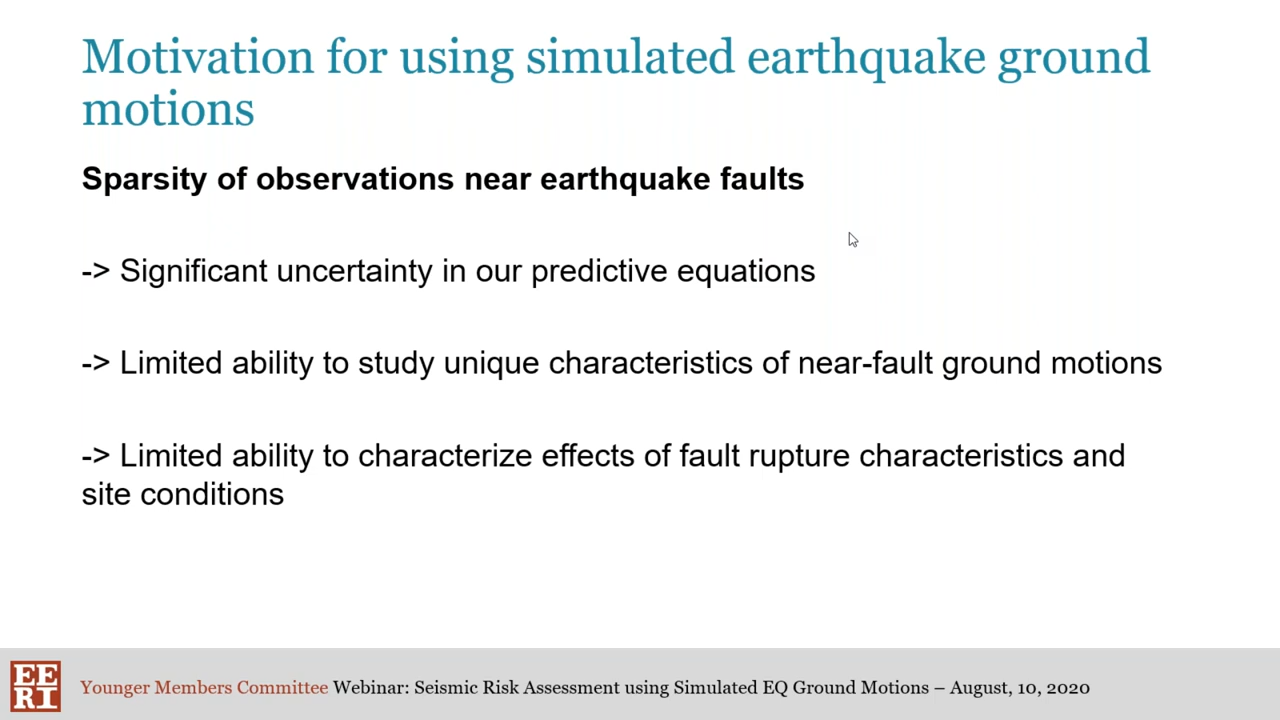 Motivation for using simulated earthquake ground
motions
Sparsity of observations near earthquake faults
-> Significant uncertainty in our predictive equations
-> Limited ability to study unique characteristics of near-fault ground motions
-> Limited ability to characterize effects of fault rupture characteristics and
site conditions
EE
RI
Younger Members Committee Webinar: Seismic Risk Assessment using Simulated EQ Ground Motions – August, 10, 2020